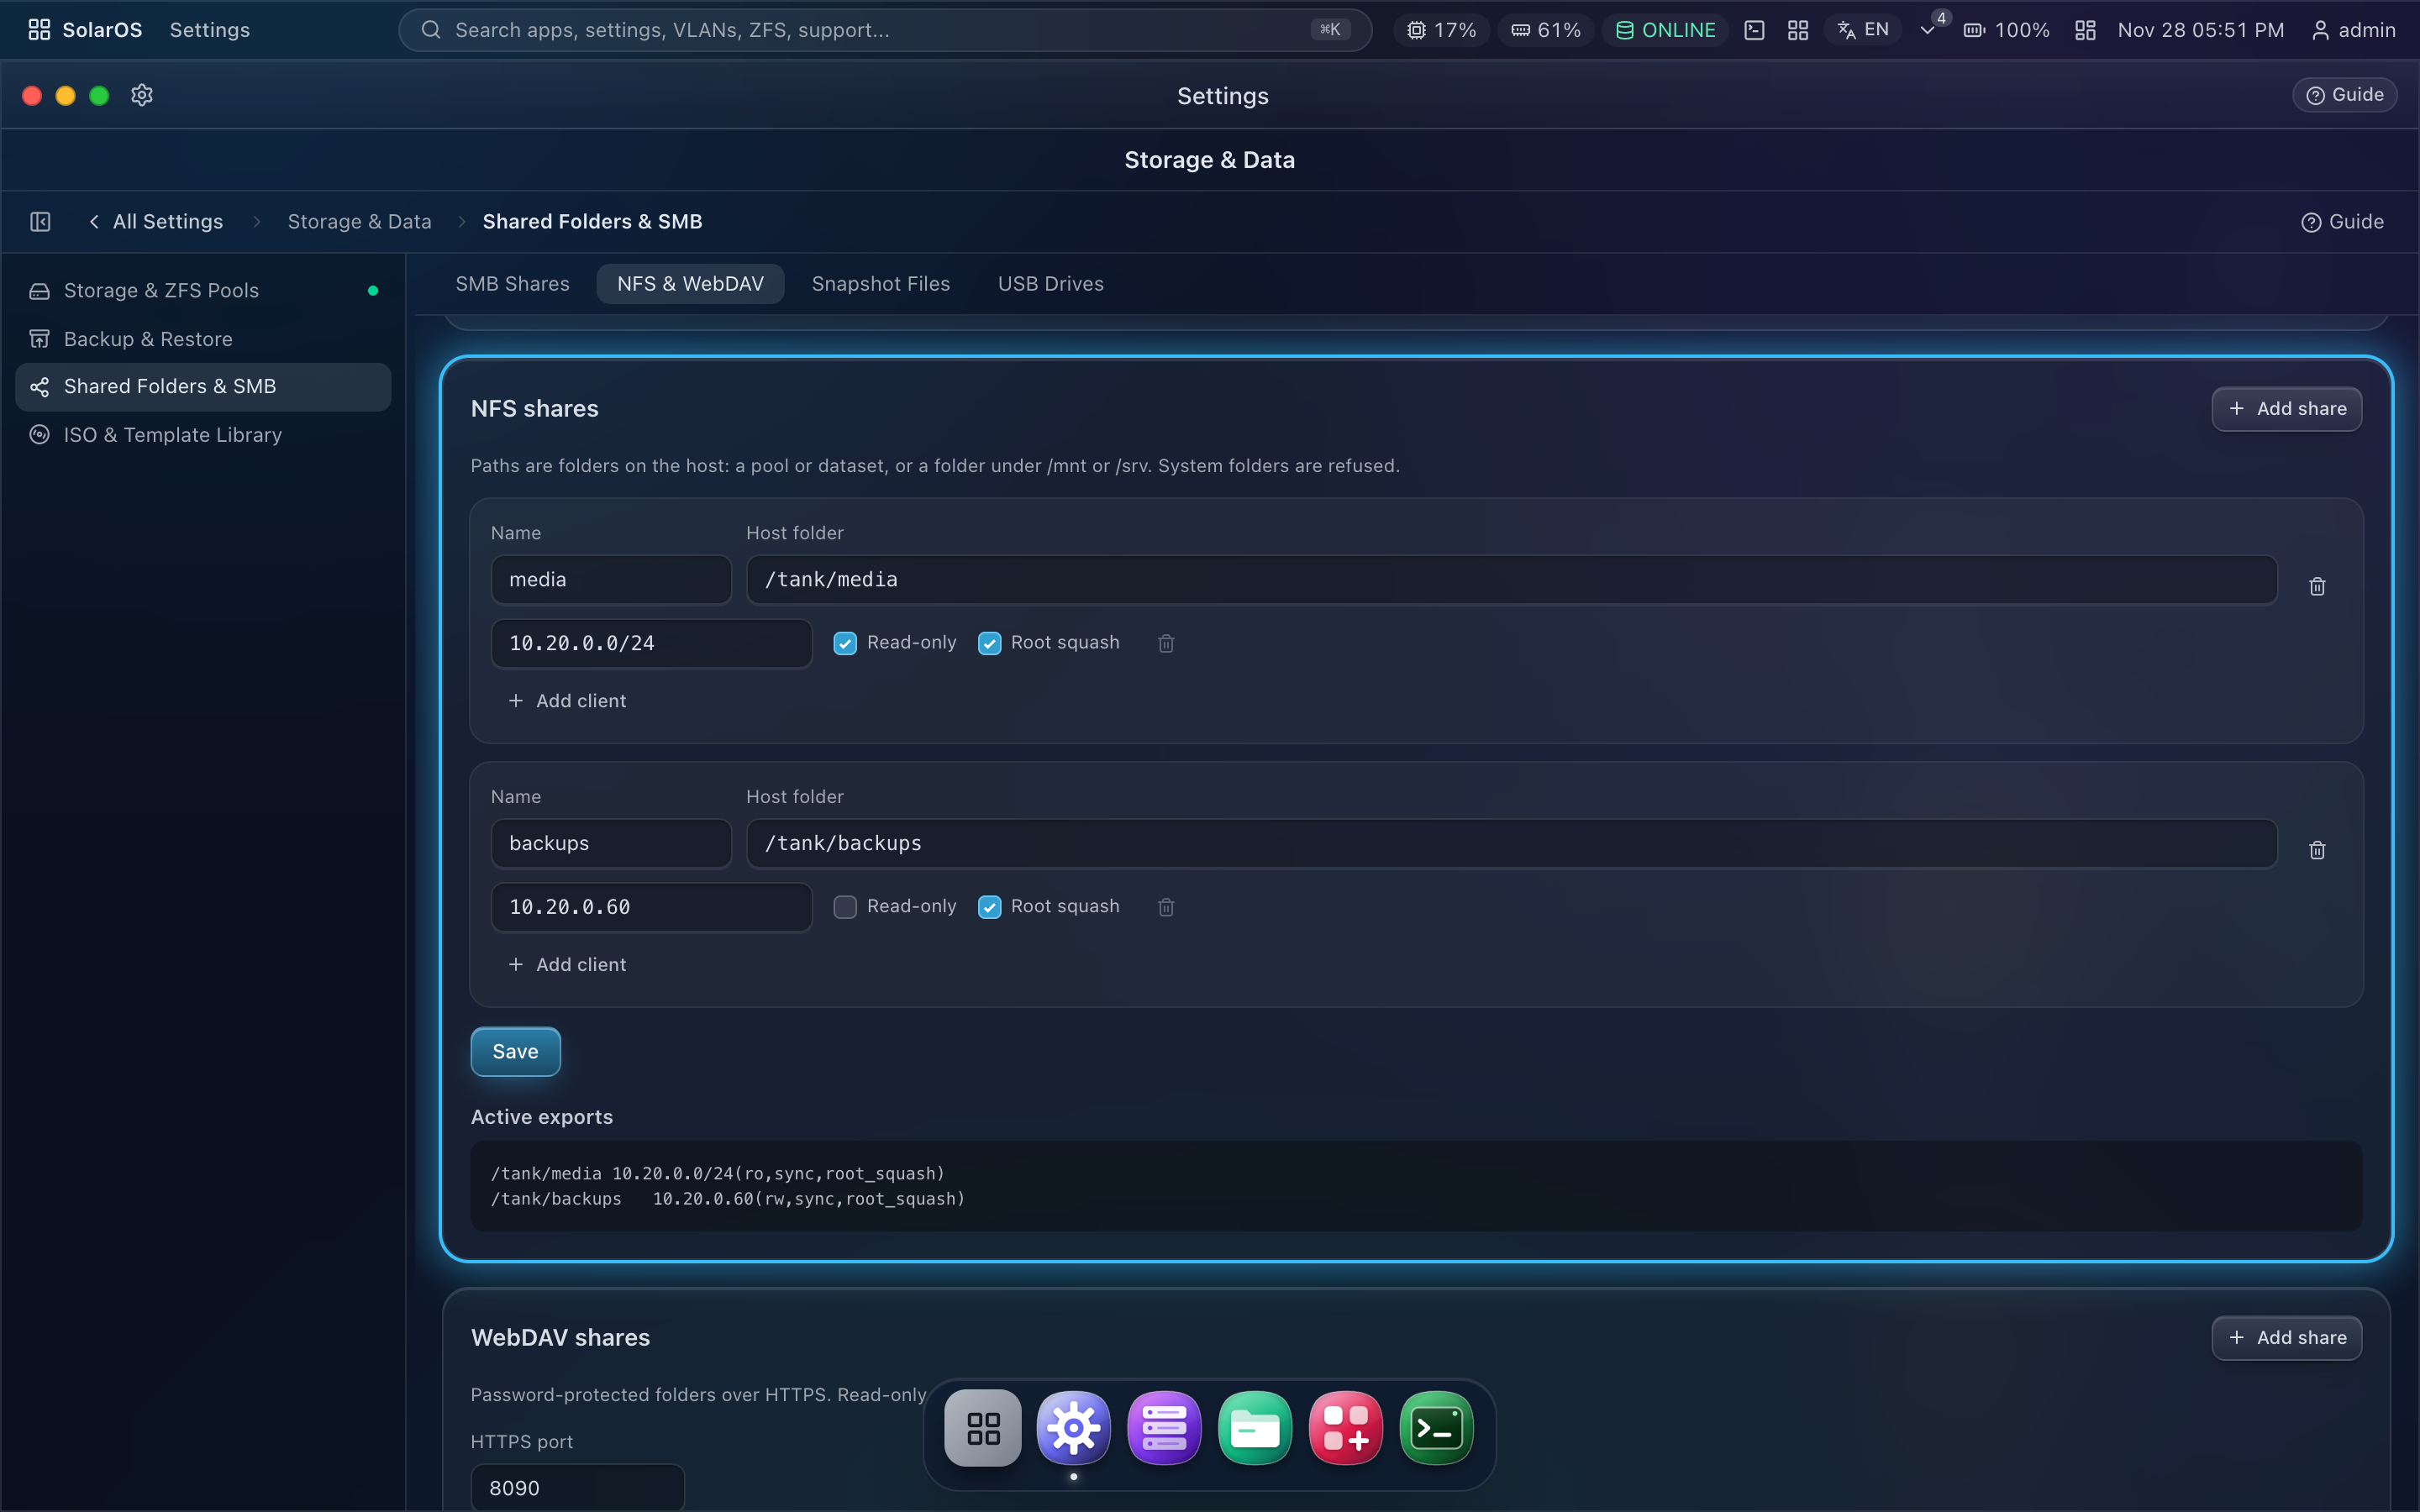 SolarOS Settings Search apps, settings, VLANs, ZFS, support... ⌘K 17% 61% ONLINE EN 4 100% Nov 28 05:51 PM admin
Settings Guide
Storage & Data
All Settings Storage & Data Shared Folders & SMB Guide
Storage & ZFS Pools
Backup & Restore
Shared Folders & SMB
ISO & Template Library
SMB Shares NFS & WebDAV Snapshot Files USB Drives
NFS shares Add share
Paths are folders on the host: a pool or dataset, or a folder under /mnt or /srv. System folders are refused.
Name Host folder
media /tank/media
10.20.0.0/24 Read-only Root squash
Add client
Name Host folder
backups /tank/backups
10.20.0.60 Read-only Root squash
Add client
Save
Active exports
/tank/media 10.20.0.0/24(ro,sync,root_squash)
/tank/backups 10.20.0.60(rw,sync,root_squash)
WebDAV shares Add share
Password-protected folders over HTTPS. Read-only
HTTPS port
8090